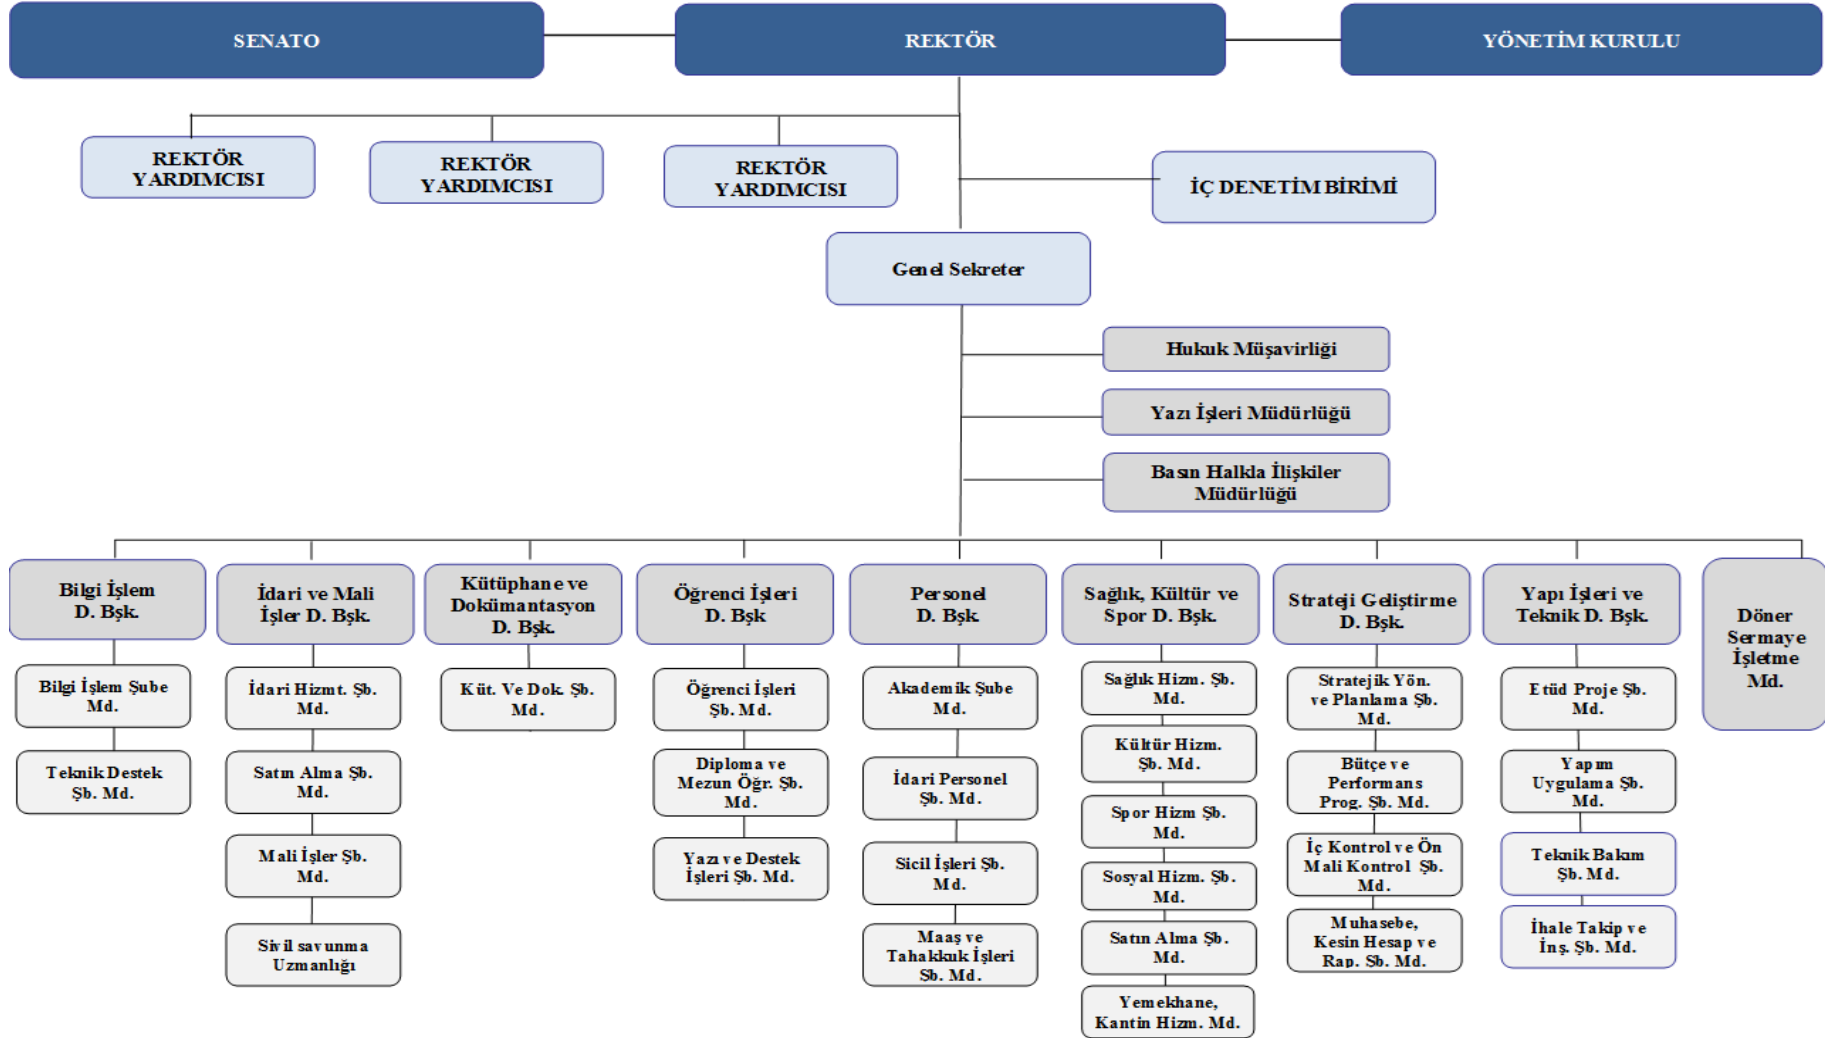 SENATO
REKTÖR
YÖNETİM KURULU
REKTÖR
YARDIMCISI
REKTÖR
YARDIMCISI
REKTÖR
YARDIMCISI
İÇ DENETİM BİRİMİ
Genel Sekreter
Hukuk Müşavirliği
Yazı İşleri Müdürlüğü
Basın Halkla İlişkiler
Müdürlüğü
Bilgi İşlem
D. Bşk.
İdari ve Mali
İşler D. Bşk.
Kütüphane ve
Dokümantasyon
D. Bşk.
Öğrenci İşleri
D. Bşk
Personel
D. Bşk.
Sağlık, Kültür ve
Spor D. Bşk.
Strateji Geliştirme
D. Bşk.
Yapı İşleri ve
Teknik D. Bşk.
Döner
Sermaye
İşletme
Md.
Bilgi İşlem Şube
Md.
Teknik Destek
Şb. Md.
İdari Hizmt. Şb.
Md.
Satın Alma Şb.
Md.
Mali İşler Şb.
Md.
Sivil savunma
Uzmanlığı
Küt. Ve Dok. Şb.
Md.
Öğrenci İşleri
Şb. Md.
Diploma ve
Mezun Öğr. Şb.
Md.
Yazı ve Destek
İşleri Şb. Md.
Akademik Şube
Md.
İdari Personel
Şb. Md.
Sicil İşleri Şb.
Md.
Maaş ve
Tahakkuk İşleri
Şb. Md.
Sağlık Hizm. Şb.
Md.
Kültür Hizm.
Şb. Md.
Spor Hizm Şb.
Md.
Sosyal Hizm. Şb.
Md.
Satın Alma Şb.
Md.
Yemekhane,
Kantin Hizm. Md.
Stratejik Yön.
ve Planlama Şb.
Md.
Bütçe ve
Performans
Prog. Şb. Md.
İç Kontrol ve Ön
Mali Kontrol Şb.
Md.
Muhasebe,
Kesin Hesap ve
Rap. Şb. Md.
Etüd Proje Şb.
Md.
Yapım
Uygulama Şb.
Md.
Teknik Bakım
Şb. Md.
İhale Takip ve
İnş. Şb. Md.